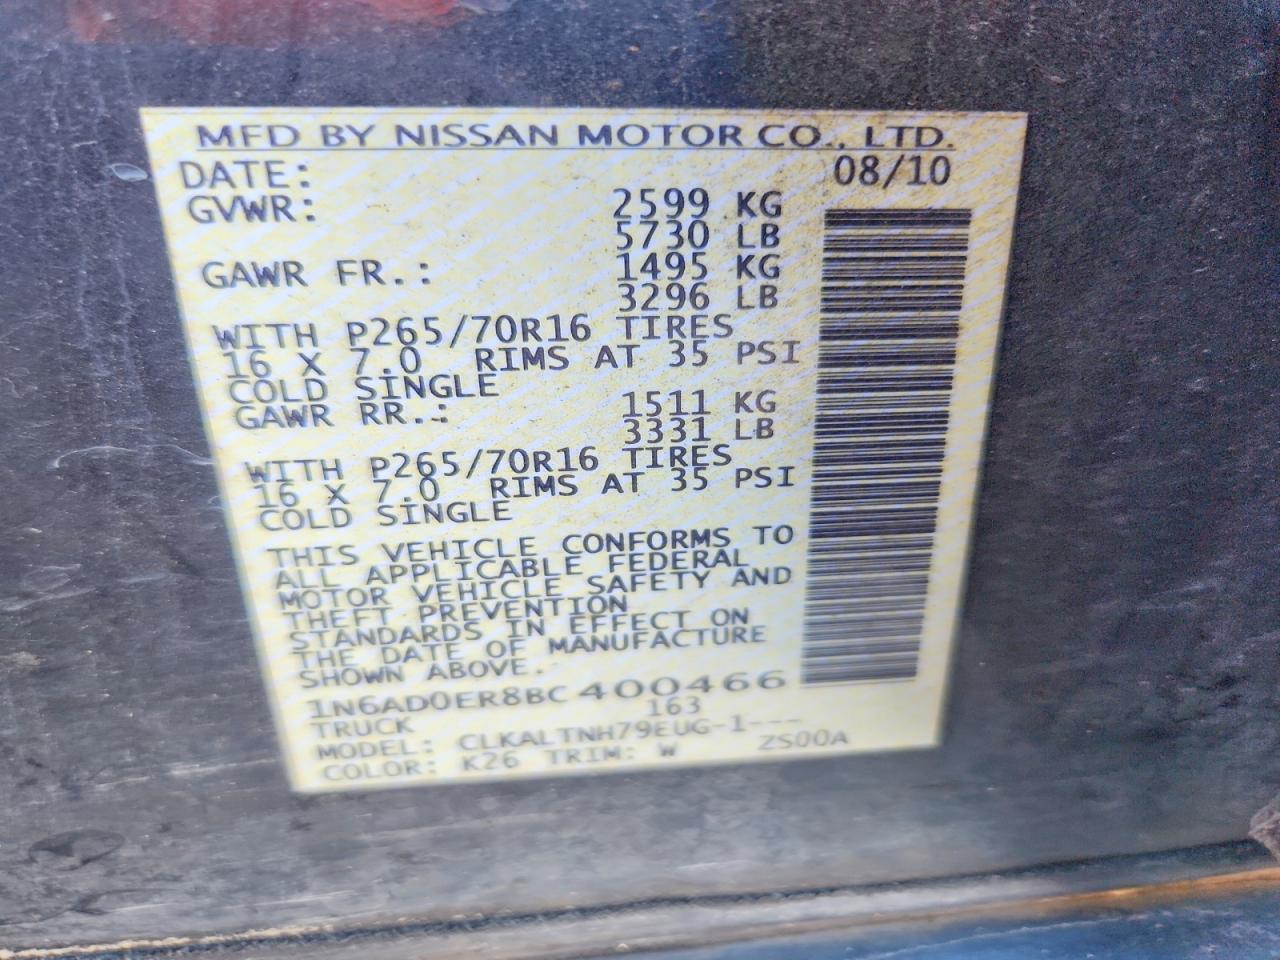 MFD BY NISSAN MOTOR CO., LTD.
DATE: 08/10
GVWR: 2599 KG
5730 LB
GAWR FR.: 1495 KG
3296 LB
WITH P265/70R16 TIRES
16 X 7.0 RIMS AT 35 PSI
COLD SINGLE
GAWR RR.: 1511 KG
3331 LB
WITH P265/70R16 TIRES
16 X 7.0 RIMS AT 35 PSI
COLD SINGLE
THIS VEHICLE CONFORMS TO
ALL APPLICABLE FEDERAL
MOTOR VEHICLE SAFETY AND
THEFT PREVENTION
STANDARDS IN EFFECT ON
THE DATE OF MANUFACTURE
SHOWN ABOVE.
1N6AD0ER8BC400466
TRUCK 163
MODEL: CLKALTNH79EUG-1---
COLOR: K26 TRIM: W ZS00A